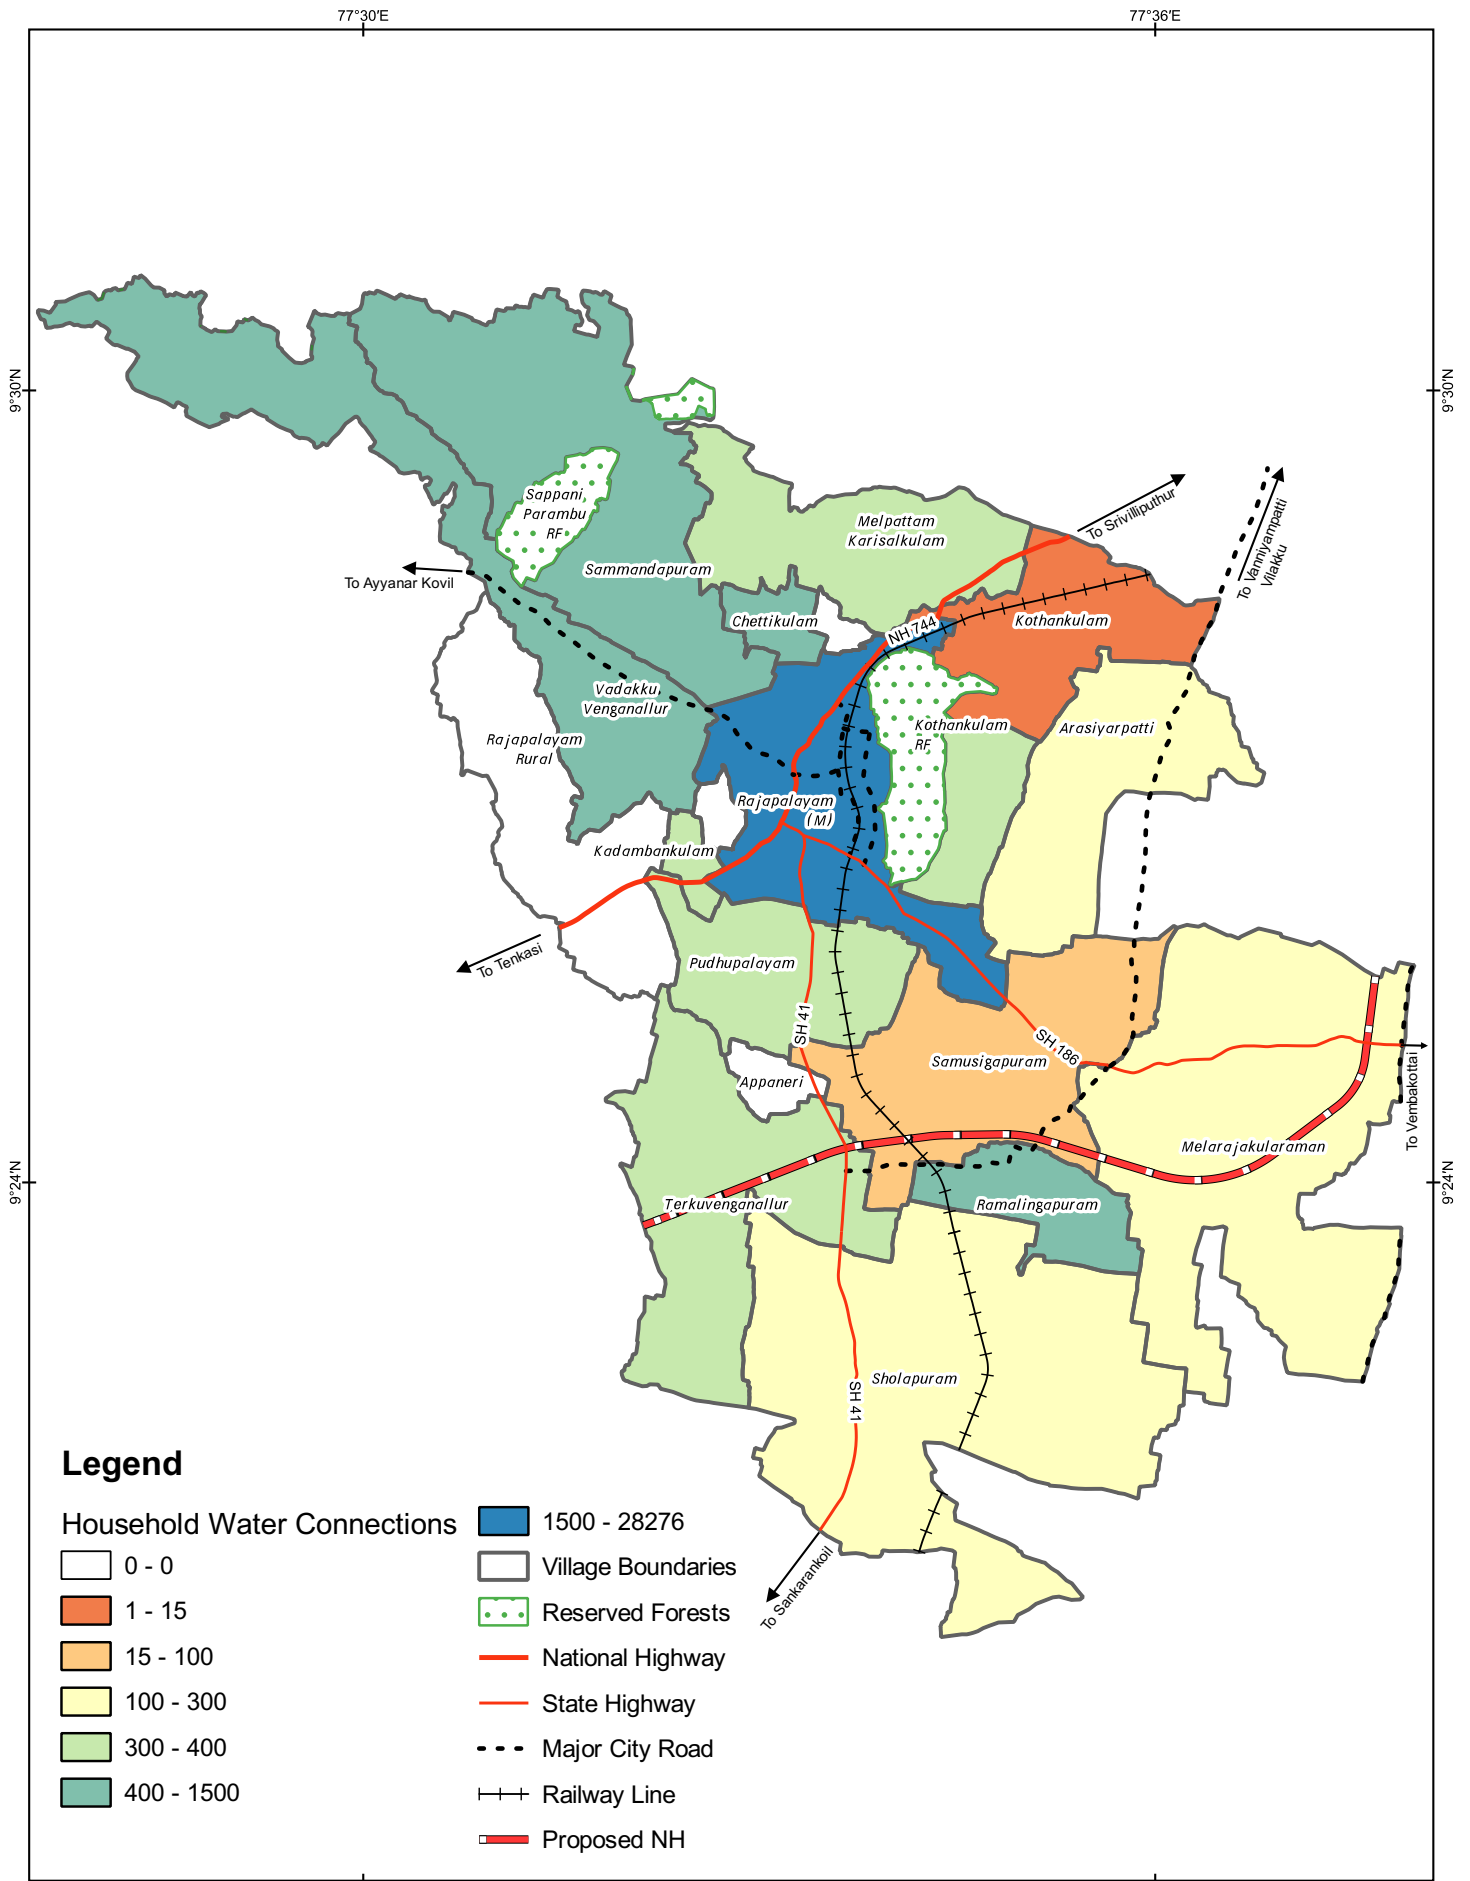 77°30'E
77°36'E
9°30'N
9°30'N
Sappani
Parambu
RF
Melpattam
Karisalkulam
To Srivilliputhur
To Vanniyampatti
Vilakku
To Ayyanar Kovil
Sammandapuram
Chettikulam
NH 744
Kothankulam
Vadakku
Venganallur
Rajapalayam
Rural
Kothankulam
RF
Arasiyarpatti
Rajapalayam
(M)
Kadambankulam
To Tenkasi
Pudhupalayam
SH 41
SH 186
Samusigapuram
Appaneri
To Vembakottai
Melarajakularaman
9°24'N
9°24'N
Terkuvenganallur
Ramalingapuram
Sholapuram
SH 41
To Sankarankoil
Legend
Household Water Connections
0 - 0
1 - 15
15 - 100
100 - 300
300 - 400
400 - 1500
1500 - 28276
Village Boundaries
Reserved Forests
National Highway
State Highway
Major City Road
Railway Line
Proposed NH